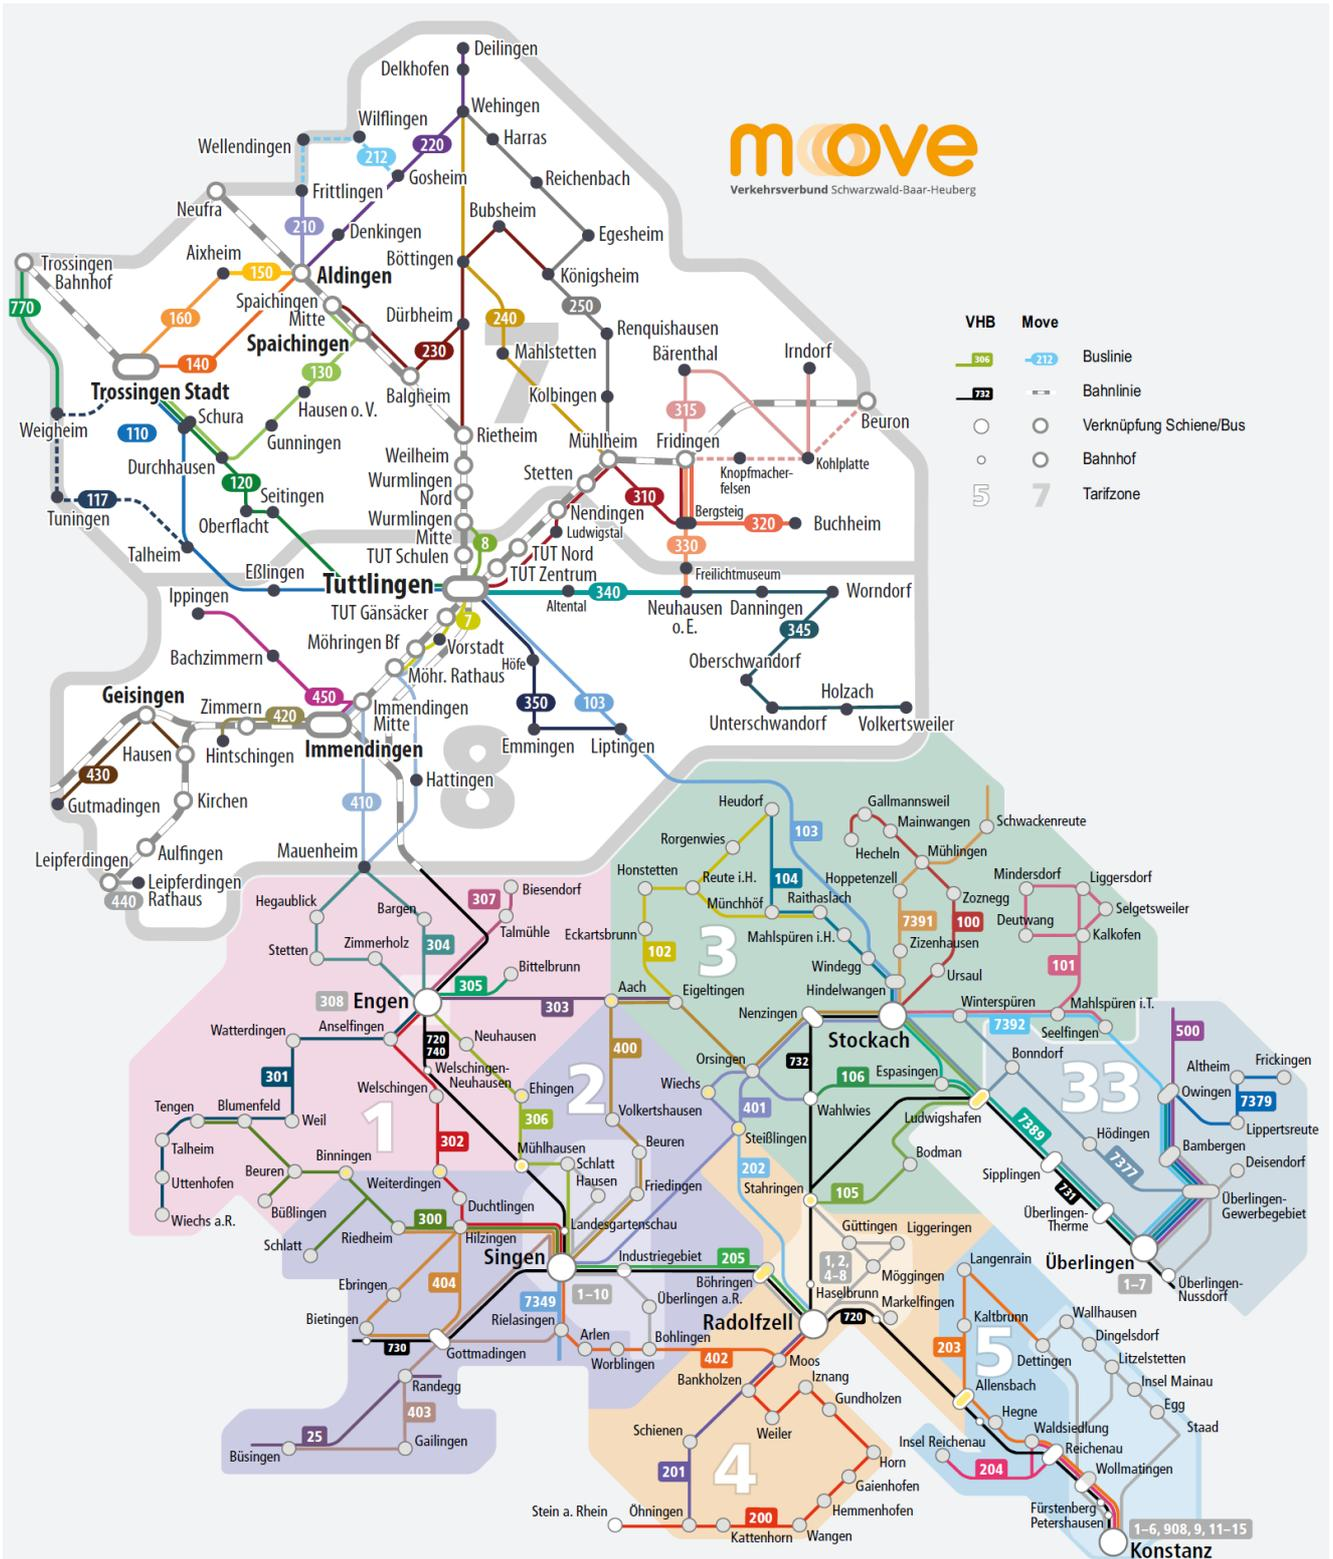 Deilingen
Delkhofen
Wehingen
Wilflingen
Wellendingen
Harras
220
212
Gosheim
Reichenbach
Frittlingen
Neufra
Bubsheim
210
Denkingen
Egesheim
Aixheim
Böttingen
Trossingen
Bahnhof
150
Aldingen
Königsheim
770
Spaichingen
Mitte
160
250
Dürbheim
240
Renquishausen
Spaichingen
Bärenthal
Irndorf
230
7
Mahlstetten
140
130
Trossingen Stadt
Balgheim
Kolbingen
Hausen o. V.
315
Schura
Beuron
Weigheim
110
Gunningen
Rietheim
Mühlheim
Fridingen
Durchhausen
Weilheim
Kohlplatte
Stetten
Knopfmacher-
felsen
120
Wurmlingen
Nord
Seitingen
310
117
Tuningen
Oberflacht
Nendingen
Bergsteig
320
Buchheim
Wurmlingen
Mitte
Ludwigstal
8
330
Talheim
TUT Schulen
TUT Nord
TUT Zentrum
Freilichtmuseum
Eßlingen
Tuttlingen
Ippingen
Altental
340
Neuhausen
o. E.
Danningen
Worndorf
TUT Gänsäcker
7
345
Möhringen Bf
Vorstadt
Bachzimmern
Höfe
Oberschwandorf
Möhr. Rathaus
Geisingen
450
350
103
Holzach
Zimmern
420
Immendingen
Mitte
Unterschwandorf
Volkertsweiler
Immendingen
Emmingen
Liptingen
Hausen
Hintschingen
8
430
Hattingen
Gutmadingen
Kirchen
410
Leipferdingen
Aulfingen
Mauenheim
Leipferdingen
Rathaus
440
move
Verkehrsverbund Schwarzwald-Baar-Heuberg
VHB
Move
306
212
Buslinie
732
Bahnlinie
Verknüpfung Schiene/Bus
Bahnhof
5
7
Tarifzone
Heudorf
Gallmannsweil
103
Mainwangen
Schwackenreute
Rorgenwies
Hecheln
Mühlingen
Honstetten
Reute i.H.
104
Hoppetenzell
Mindersdorf
Liggersdorf
Münchhöf
Raithaslach
Zoznegg
Selgetsweiler
Deutwang
7391
100
Eckartsbrunn
Mahlspüren i.H.
Kalkofen
3
Zizenhausen
102
Windegg
Ursaul
101
Hindelwangen
Aach
Eigeltingen
Winterspüren
Mahlspüren i.T.
Nenzingen
7392
Seelfingen
Stockach
Hegaublick
307
Biesendorf
Bargen
Talmühle
Stetten
Zimmerholz
304
Bittelbrunn
308
Engen
305
303
Watterdingen
Anselfingen
720
740
Neuhausen
400
Orsingen
732
Bonndorf
500
Frickingen
Altheim
Welschingen-
Neuhausen
106
Espasingen
33
Owingen
301
Welschingen
Ehingen
2
Wiechs
401
Wahlwies
Ludwigshafen
7379
Tengen
Blumenfeld
Weil
1
306
Volkertshausen
7389
Lippertsreute
Steißlingen
Hödingen
Talheim
302
Beuren
Bambergen
Binningen
Mühlhausen
Bodman
7377
Deisendorf
Beuren
Schlatt
202
Sipplingen
Uttenhofen
Weiterdingen
Hausen
Friedingen
Stahringen
731
Büßlingen
Duchtlingen
105
Überlingen-
Gewerbegebiet
Wiechs a.R.
300
Landesgartenschau
Überlingen-
Therme
Riedheim
Hilzingen
Güttingen
Liggeringen
Schlatt
Singen
Industriegebiet
205
Langenrain
Überlingen
1, 2,
4–8
Möggingen
1–7
Ebringen
404
Böhringen
1–10
Haselbrunn
Überlingen-
Nussdorf
7349
Überlingen a.R.
Markelfingen
Bietingen
Rielasingen
Radolfzell
720
Kaltbrunn
Wallhausen
Arlen
Bohlingen
Dingelsdorf
730
203
5
Gottmadingen
Worblingen
402
Moos
Dettingen
Litzelstetten
Bankholzen
Iznang
Allensbach
Insel Mainau
Randegg
Gundholzen
403
Hegne
Egg
Weiler
Waldsiedlung
Staad
25
Schienen
Insel Reichenau
Reichenau
Büsingen
Gailingen
Horn
204
4
Wollmatingen
201
Gaienhofen
Stein a. Rhein
Öhningen
Hemmenhofen
Fürstenberg
Petershausen
200
Kattenhorn
Wangen
1–6, 908, 9, 11–15
Konstanz